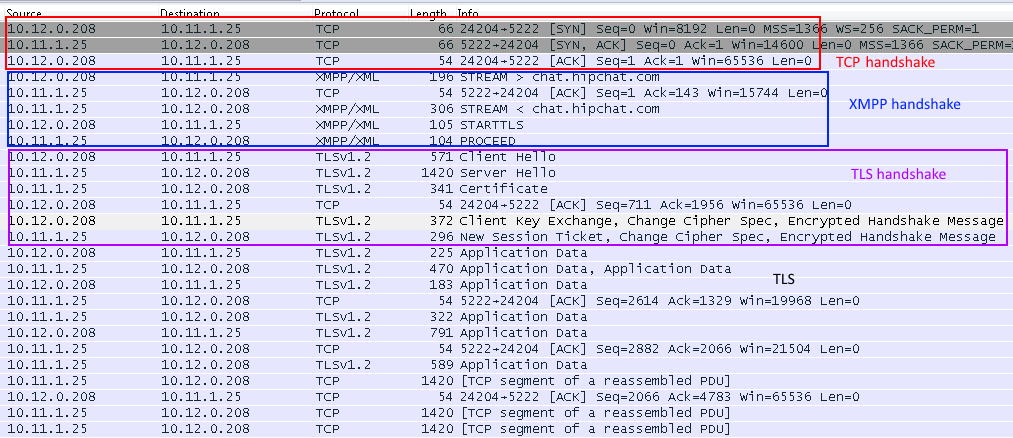 Source Destination Protocol Length Info
10.12.0.208 10.11.1.25 TCP 66 24204→5222 [SYN] Seq=0 Win=8192 Len=0 MSS=1366 WS=256 SACK_PERM=1
10.11.1.25 10.12.0.208 TCP 66 5222→24204 [SYN, ACK] Seq=0 Ack=1 Win=14600 Len=0 MSS=1366 SACK_PERM=
10.12.0.208 10.11.1.25 TCP 54 24204→5222 [ACK] Seq=1 Ack=1 Win=65536 Len=0
TCP handshake
10.12.0.208 10.11.1.25 XMPP/XML 196 STREAM > chat.hipchat.com
10.11.1.25 10.12.0.208 TCP 54 5222→24204 [ACK] Seq=1 Ack=143 Win=15744 Len=0
10.11.1.25 10.12.0.208 XMPP/XML 306 STREAM < chat.hipchat.com
XMPP handshake
10.12.0.208 10.11.1.25 XMPP/XML 105 STARTTLS
10.11.1.25 10.12.0.208 XMPP/XML 104 PROCEED
10.12.0.208 10.11.1.25 TLSv1.2 571 Client Hello
10.11.1.25 10.12.0.208 TLSv1.2 1420 Server Hello
TLS handshake
10.11.1.25 10.12.0.208 TLSv1.2 341 Certificate
10.12.0.208 10.11.1.25 TCP 54 24204→5222 [ACK] Seq=711 Ack=1956 Win=65536 Len=0
10.12.0.208 10.11.1.25 TLSv1.2 372 Client Key Exchange, Change Cipher Spec, Encrypted Handshake Message
10.11.1.25 10.12.0.208 TLSv1.2 296 New Session Ticket, Change Cipher Spec, Encrypted Handshake Message
10.12.0.208 10.11.1.25 TLSv1.2 225 Application Data
10.11.1.25 10.12.0.208 TLSv1.2 470 Application Data, Application Data
TLS
10.12.0.208 10.11.1.25 TLSv1.2 183 Application Data
10.11.1.25 10.12.0.208 TCP 54 5222→24204 [ACK] Seq=2614 Ack=1329 Win=19968 Len=0
10.11.1.25 10.12.0.208 TLSv1.2 322 Application Data
10.12.0.208 10.11.1.25 TLSv1.2 791 Application Data
10.11.1.25 10.12.0.208 TCP 54 5222→24204 [ACK] Seq=2882 Ack=2066 Win=21504 Len=0
10.11.1.25 10.12.0.208 TLSv1.2 589 Application Data
10.11.1.25 10.12.0.208 TCP 1420 [TCP segment of a reassembled PDU]
10.12.0.208 10.11.1.25 TCP 54 24204→5222 [ACK] Seq=2066 Ack=4783 Win=65536 Len=0
10.11.1.25 10.12.0.208 TCP 1420 [TCP segment of a reassembled PDU]
10.11.1.25 10.12.0.208 TCP 1420 [TCP segment of a reassembled PDU]